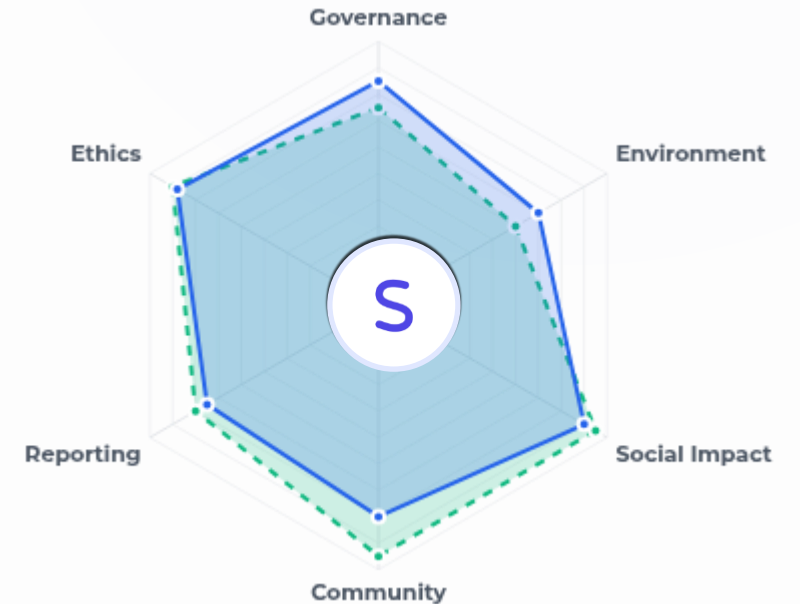 Governance
Ethics
Environment
S
Reporting
Social Impact
Community